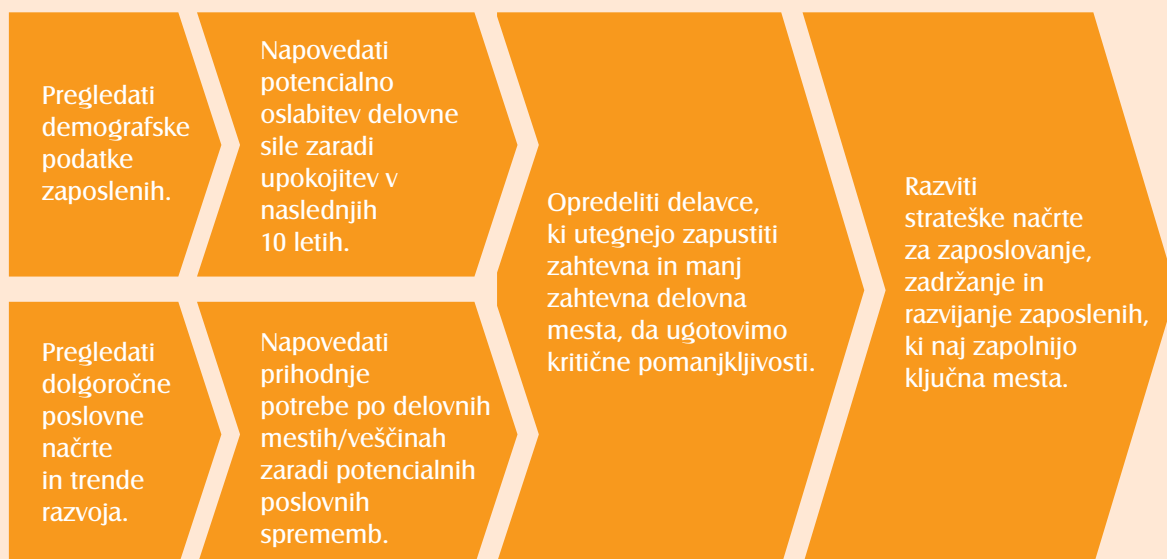 Pregledati
demografske
podatke
zaposlenih.
Napovedati
potencialno
oslabitev delovne
sile zaradi
upokojitev v
naslednjih
10 letih.
Pregledati
dolgoročne
poslovne
načrte
in trende
razvoja.
Napovedati
prihodnje
potrebe po delovnih
mestih/veščinah
zaradi potencialnih
poslovnih
sprememb.
Opredeliti delavce,
ki utegnejo zapustiti
zahtevna in manj
zahtevna delovna
mesta, da ugotovimo
kritične pomanjkljivosti.
Razviti
strateške načrte
za zaposlovanje,
zadržanje in
razvijanje zaposlenih,
ki naj zapolnijo
ključna mesta.